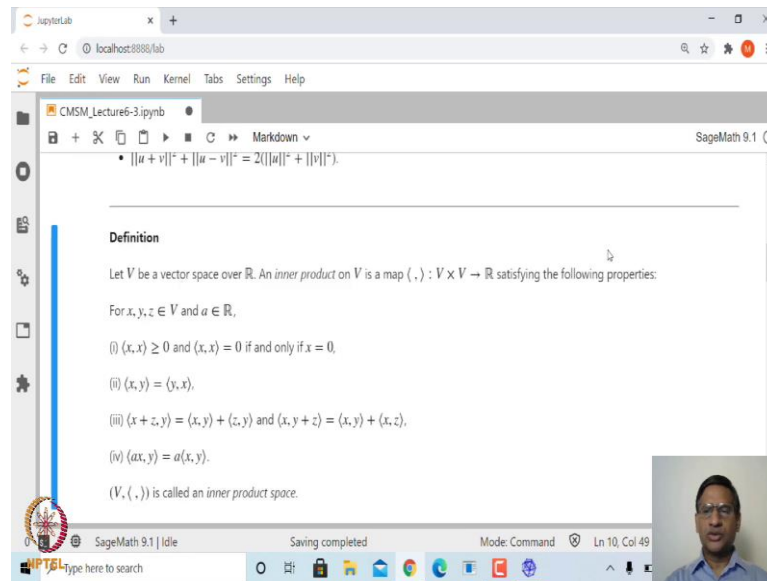 JupyterLab × +
localhost:8888/lab M
File Edit View Run Kernel Tabs Settings Help
CMSM_Lecture6-3.ipynb
Markdown SageMath 9.1
• ||u + v||² + ||u − v||² = 2(||u||² + ||v||²).
Definition
Let V be a vector space over ℝ. An inner product on V is a map ⟨ , ⟩ : V × V → ℝ satisfying the following properties:
For x, y, z ∈ V and a ∈ ℝ,
(i) ⟨x, x⟩ ≥ 0 and ⟨x, x⟩ = 0 if and only if x = 0,
(ii) ⟨x, y⟩ = ⟨y, x⟩,
(iii) ⟨x + z, y⟩ = ⟨x, y⟩ + ⟨z, y⟩ and ⟨x, y + z⟩ = ⟨x, y⟩ + ⟨x, z⟩,
(iv) ⟨ax, y⟩ = a⟨x, y⟩.
(V, ⟨ , ⟩) is called an inner product space.
SageMath 9.1 | Idle Saving completed Mode: Command Ln 10, Col 49
NPTEL Type here to search